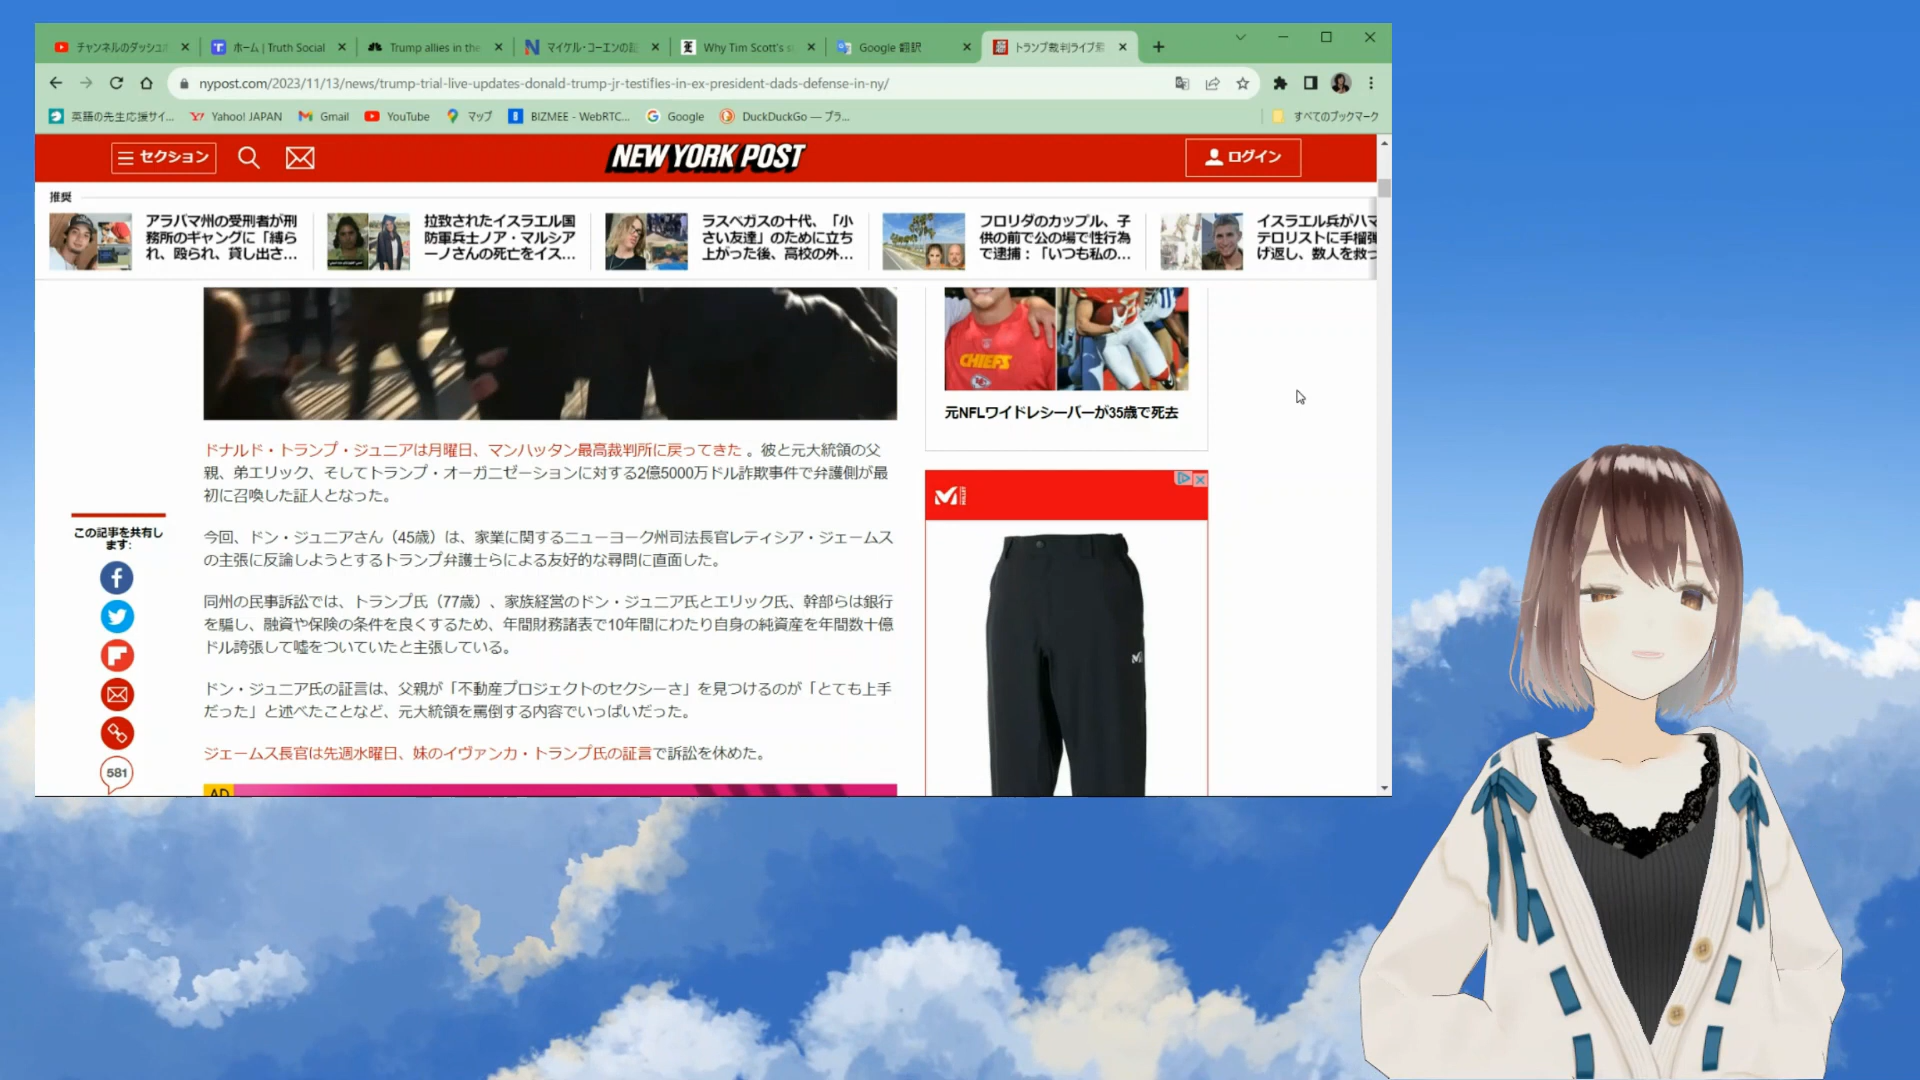 チャンネルのダッシュ
ホーム | Truth Social
Trump allies in the
マイケル・コーエンの
Why Tim Scott's s
Google 翻訳
トランプ裁判ライブ
nypost.com/2023/11/13/news/trump-trial-live-updates-donald-trump-jr-testifies-in-ex-president-dads-defense-in-ny/
英語の先生応援サイ...
Yahoo! JAPAN
Gmail
YouTube
マップ
BIZMEE - WebRTC...
Google
DuckDuckGo — プラ...
すべてのブックマーク
セクション
NEW YORK POST
ログイン
推奨
アラバマ州の受刑者が刑
務所のギャングに「縛ら
れ、殴られ、貸し出さ...
拉致されたイスラエル国
防軍兵士ノア・マルシア
ーノさんの死亡をイス...
ラスベガスの十代、「小
さい友達」のために立ち
上がった後、高校の外...
フロリダのカップル、子
供の前で公の場で性行為
で逮捕：「いつも私の...
イスラエル兵がハマ
テロリストに手榴弾
げ返し、数人を救っ
CHIEFS
元NFLワイドレシーバーが35歳で死去
ドナルド・トランプ・ジュニアは月曜日、マンハッタン最高裁判所に戻ってきた 。彼と元大統領の父
親、弟エリック、そしてトランプ・オーガニゼーションに対する2億5000万ドル詐欺事件で弁護側が最
初に召喚した証人となった。
今回、ドン・ジュニアさん（45歳）は、家業に関するニューヨーク州司法長官レティシア・ジェームス
の主張に反論しようとするトランプ弁護士らによる友好的な尋問に直面した。
同州の民事訴訟では、トランプ氏（77歳）、家族経営のドン・ジュニア氏とエリック氏、幹部らは銀行
を騙し、融資や保険の条件を良くするため、年間財務諸表で10年間にわたり自身の純資産を年間数十億
ドル誇張して嘘をついていたと主張している。
ドン・ジュニア氏の証言は、父親が「不動産プロジェクトのセクシーさ」を見つけるのが「とても上手
だった」と述べたことなど、元大統領を罵倒する内容でいっぱいだった。
ジェームス長官は先週水曜日、妹のイヴァンカ・トランプ氏の証言で訴訟を休めた。
この記事を共有し
ます:
581
AD